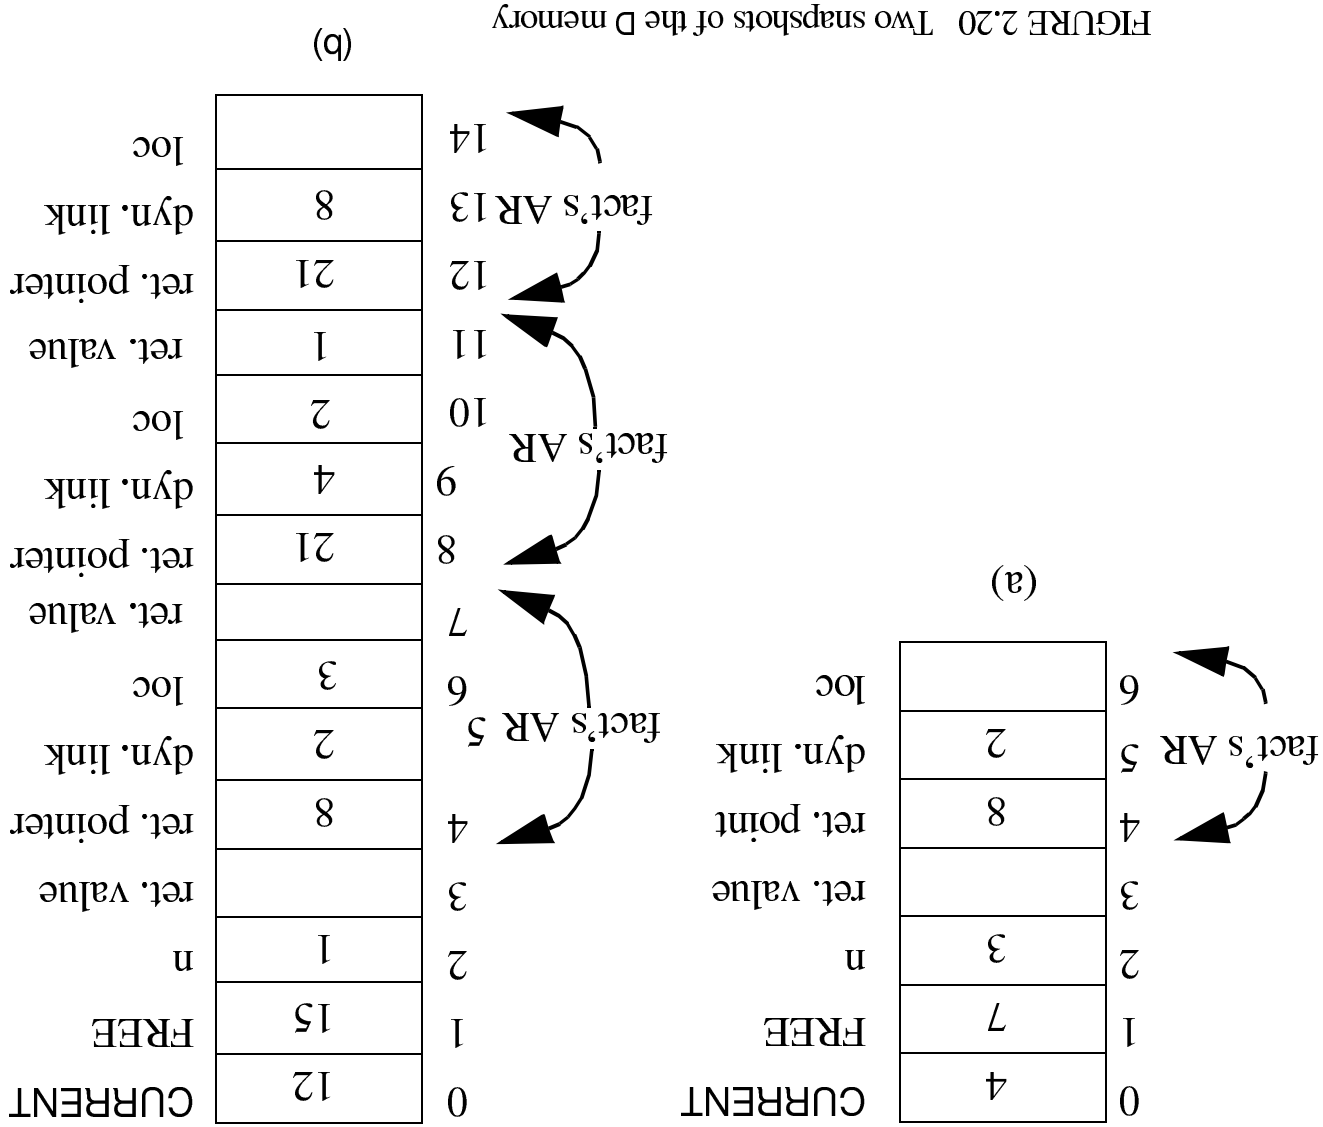 0 4 CURRENT
1 7 FREE
2 3 n
3 ret. value
4 8 ret. point
fact's AR 5 2 dyn. link
6 loc
(a)
0 12 CURRENT
1 15 FREE
2 1 n
3 ret. value
4 8 ret. pointer
fact's AR 5 2 dyn. link
6 3 loc
7 ret. value
8 21 ret. pointer
fact's AR 9 4 dyn. link
10 2 loc
11 1 ret. value
12 21 ret. pointer
fact's AR 13 8 dyn. link
14 loc
(b)
FIGURE 2.20 Two snapshots of the D memory